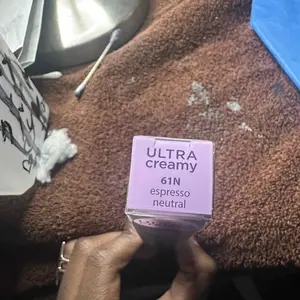 ULTRA
creamy
61N
espresso
neutral